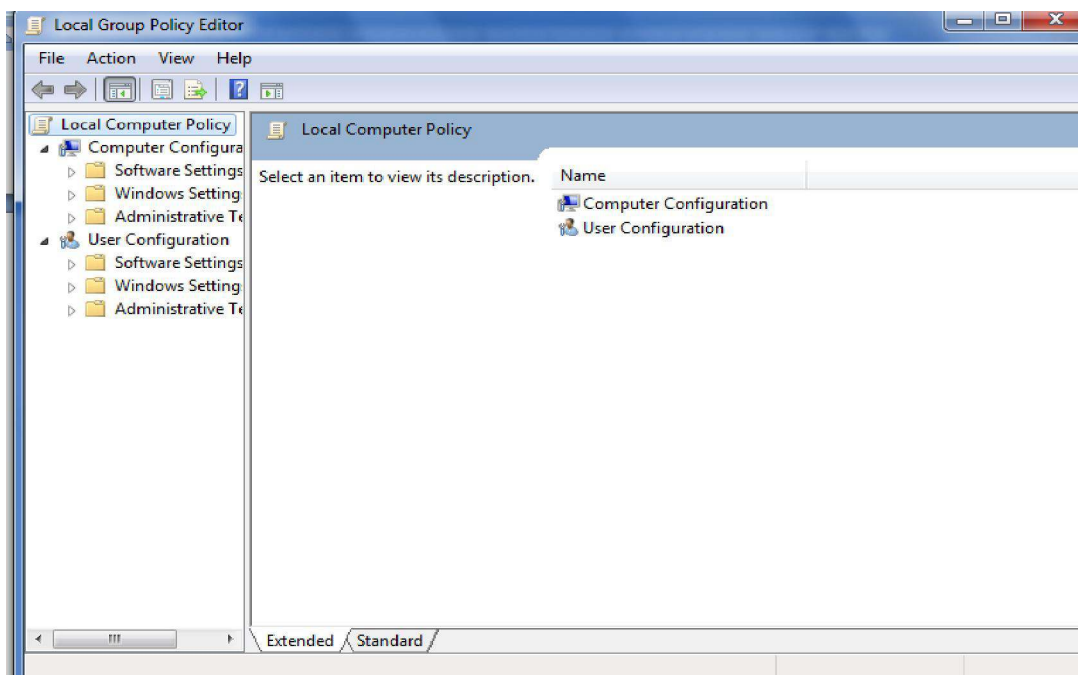 Local Group Policy Editor
File Action View Help
Local Computer Policy
Computer Configura
Software Settings
Windows Setting
Administrative Te
User Configuration
Software Settings
Windows Setting
Administrative Te
Local Computer Policy
Select an item to view its description.
Name
Computer Configuration
User Configuration
Extended Standard